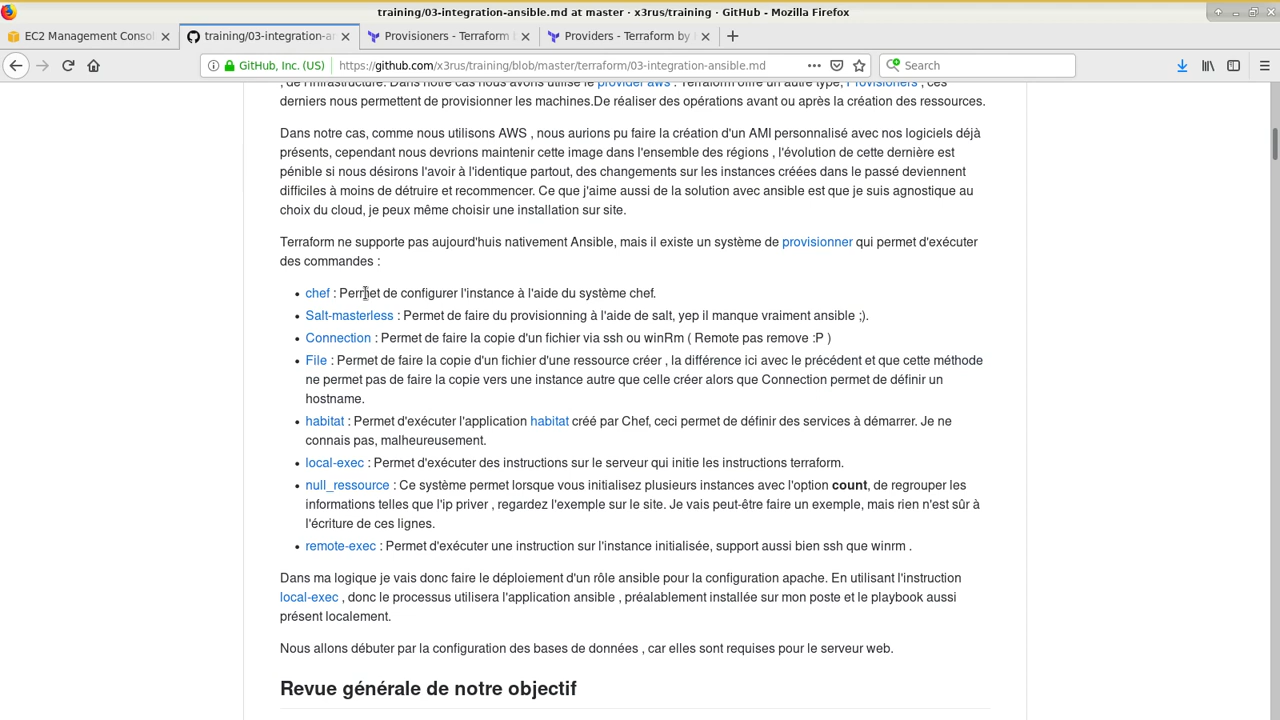 training/03-integration-ansible.md at master · x3rus/training · GitHub - Mozilla Firefox
EC2 Management Consol
training/03-integration-an
Provisioners - Terraform b
Providers - Terraform by H
GitHub, Inc. (US)
https://github.com/x3rus/training/blob/master/terraform/03-integration-ansible.md
Search
, de l'infrastructure. Dans notre cas nous avons utilisé le provider aws . Terraform offre un autre type, Provisioners , ces
derniers nous permettent de provisionner les machines.De réaliser des opérations avant ou après la création des ressources.
Dans notre cas, comme nous utilisons AWS , nous aurions pu faire la création d'un AMI personnalisé avec nos logiciels déjà
présents, cependant nous devrions maintenir cette image dans l'ensemble des régions , l'évolution de cette dernière est
pénible si nous désirons l'avoir à l'identique partout, des changements sur les instances créées dans le passé deviennent
difficiles à moins de détruire et recommencer. Ce que j'aime aussi de la solution avec ansible est que je suis agnostique au
choix du cloud, je peux même choisir une installation sur site.
Terraform ne supporte pas aujourd'huis nativement Ansible, mais il existe un système de provisionner qui permet d'exécuter
des commandes :
• chef : Permet de configurer l'instance à l'aide du système chef.
• Salt-masterless : Permet de faire du provisionning à l'aide de salt, yep il manque vraiment ansible ;).
• Connection : Permet de faire la copie d'un fichier via ssh ou winRm ( Remote pas remove :P )
• File : Permet de faire la copie d'un fichier d'une ressource créer , la différence ici avec le précédent et que cette méthode
ne permet pas de faire la copie vers une instance autre que celle créer alors que Connection permet de définir un
hostname.
• habitat : Permet d'exécuter l'application habitat créé par Chef, ceci permet de définir des services à démarrer. Je ne
connais pas, malheureusement.
• local-exec : Permet d'exécuter des instructions sur le serveur qui initie les instructions terraform.
• null_ressource : Ce système permet lorsque vous initialisez plusieurs instances avec l'option count, de regrouper les
informations telles que l'ip priver , regardez l'exemple sur le site. Je vais peut-être faire un exemple, mais rien n'est sûr à
l'écriture de ces lignes.
• remote-exec : Permet d'exécuter une instruction sur l'instance initialisée, support aussi bien ssh que winrm .
Dans ma logique je vais donc faire le déploiement d'un rôle ansible pour la configuration apache. En utilisant l'instruction
local-exec , donc le processus utilisera l'application ansible , préalablement installée sur mon poste et le playbook aussi
présent localement.
Nous allons débuter par la configuration des bases de données , car elles sont requises pour le serveur web.
Revue générale de notre objectif